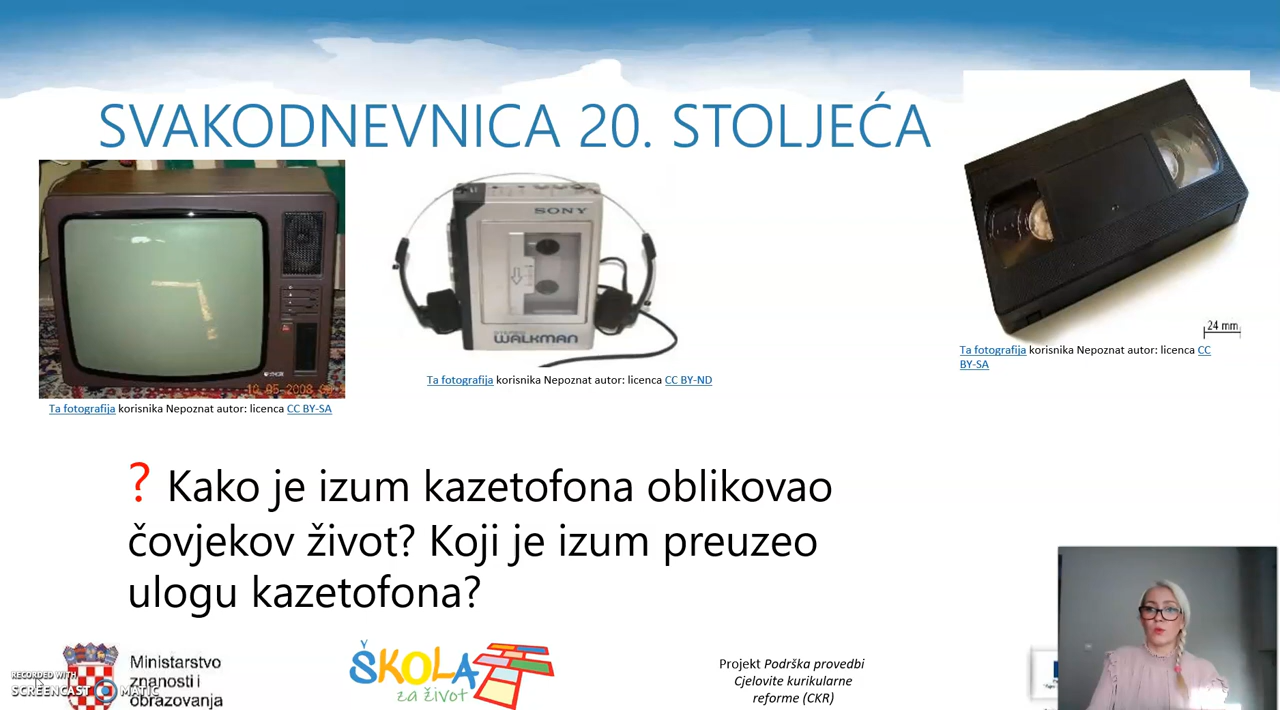 SVAKODNEVNICA 20. STOLJEĆA
SONY
STEREO
WALKMAN
24 mm
Ta fotografija korisnika Nepoznat autor: licenca CC
BY-SA
Ta fotografija korisnika Nepoznat autor: licenca CC BY-ND
Ta fotografija korisnika Nepoznat autor: licenca CC BY-SA
? Kako je izum kazetofona oblikovao
čovjekov život? Koji je izum preuzeo
ulogu kazetofona?
Ministarstvo
znanosti i
obrazovanja
ŠKOLA
za život
Projekt Podrška provedbi
Cjelovite kurikularne
reforme (CKR)
RECORDED WITH
SCREENCAST MATIC